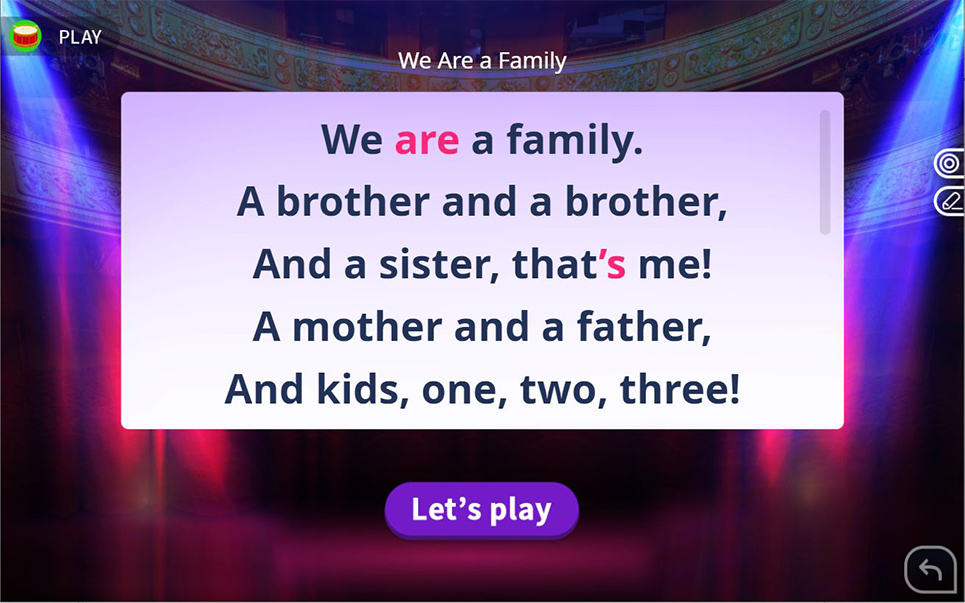 PLAY
We Are a Family
We are a family.
A brother and a brother,
And a sister, that’s me!
A mother and a father,
And kids, one, two, three!
Let’s play